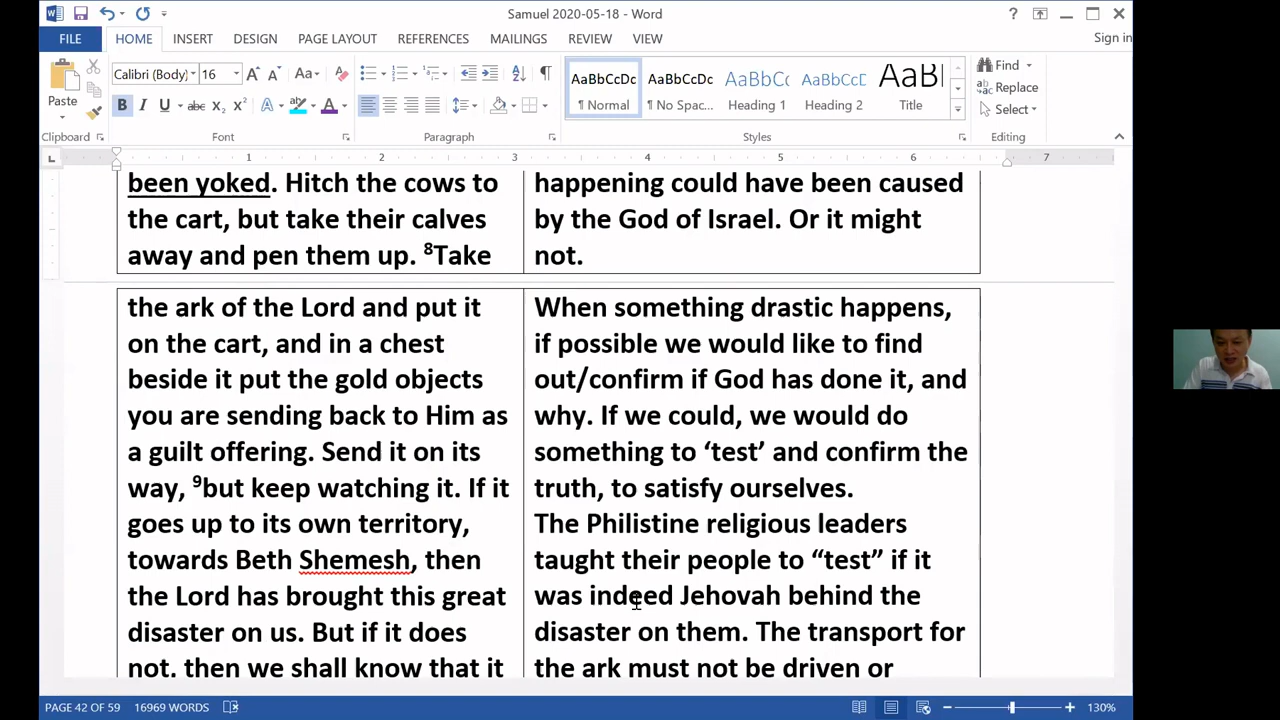 Samuel 2020-05-18 - Word
?
FILE
HOME
INSERT
DESIGN
PAGE LAYOUT
REFERENCES
MAILINGS
REVIEW
VIEW
Sign in
Calibri (Body)
16
Paste
AaBbCcDc
AaBbCcDc
AaBbCc
AaBbCcD
AaBl
¶ Normal
¶ No Spac...
Heading 1
Heading 2
Title
Find
Replace
Select
Clipboard
Font
Paragraph
Styles
Editing
1 2 3 4 5 6 7
been yoked. Hitch the cows to
the cart, but take their calves
away and pen them up. ⁸Take
happening could have been caused
by the God of Israel. Or it might
not.
the ark of the Lord and put it
on the cart, and in a chest
beside it put the gold objects
you are sending back to Him as
a guilt offering. Send it on its
way, ⁹but keep watching it. If it
goes up to its own territory,
towards Beth Shemesh, then
the Lord has brought this great
disaster on us. But if it does
not, then we shall know that it
When something drastic happens,
if possible we would like to find
out/confirm if God has done it, and
why. If we could, we would do
something to ‘test’ and confirm the
truth, to satisfy ourselves.
The Philistine religious leaders
taught their people to “test” if it
was indeed Jehovah behind the
disaster on them. The transport for
the ark must not be driven or
PAGE 42 OF 59
16969 WORDS
130%